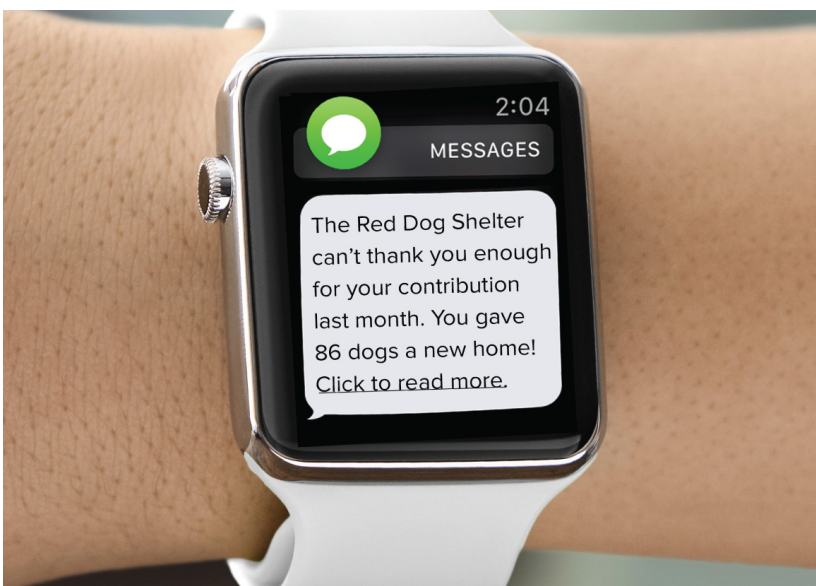 2:04
MESSAGES
The Red Dog Shelter
can’t thank you enough
for your contribution
last month. You gave
86 dogs a new home!
Click to read more.